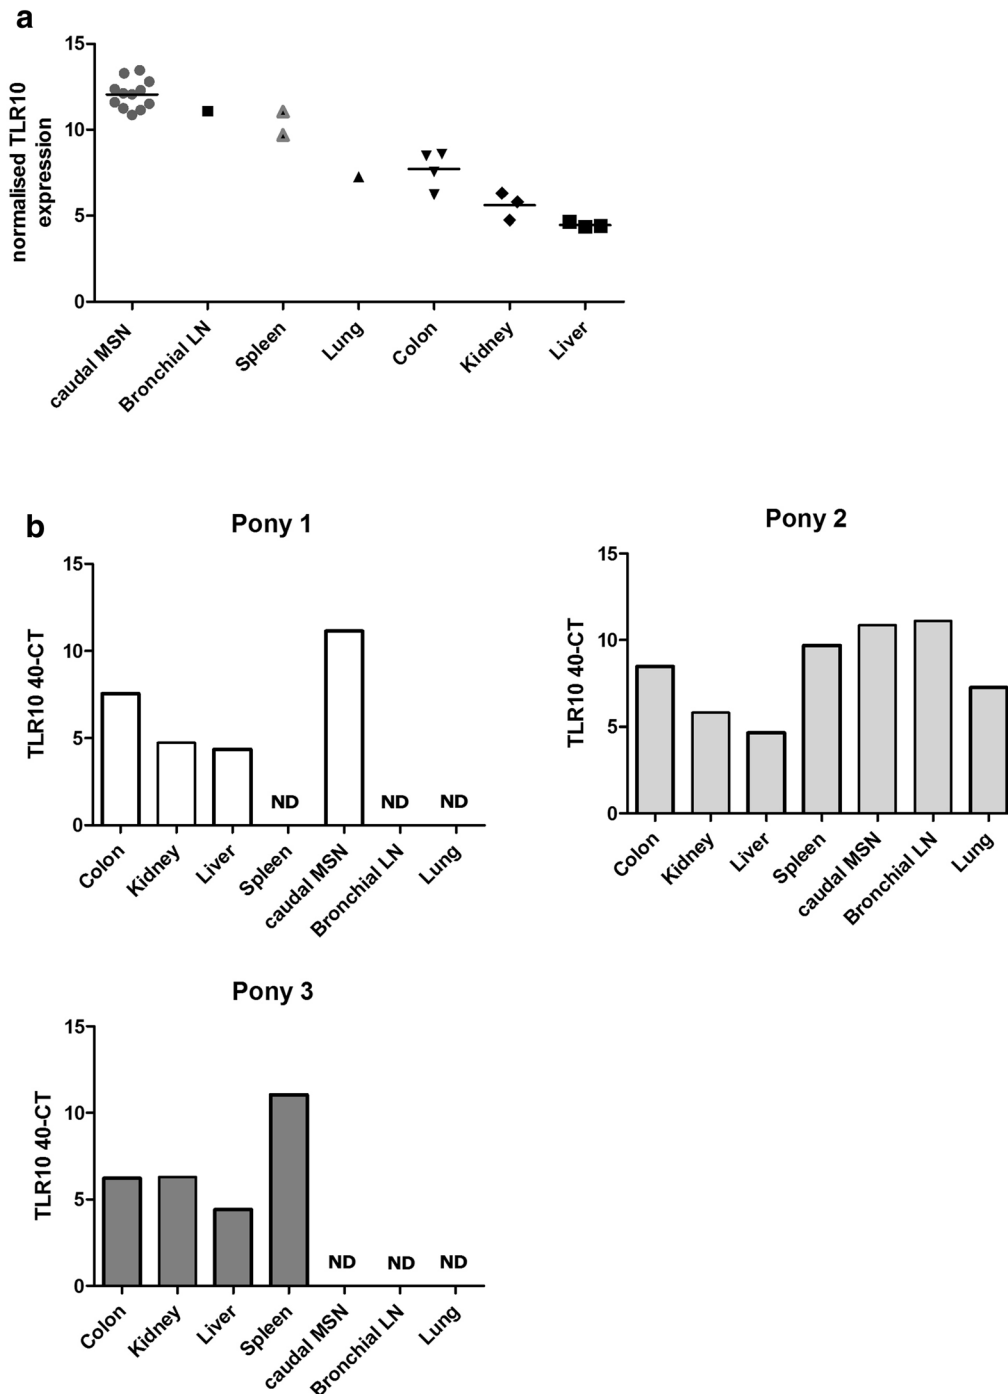 a
normalised TLR10
expression
15
10
5
0
caudal MSN
Bronchial LN
Spleen
Lung
Colon
Kidney
Liver
b
Pony 1
TLR10 40-CT
15
10
5
0
ND
ND
ND
Colon
Kidney
Liver
Spleen
caudal MSN
Bronchial LN
Lung
Pony 2
TLR10 40-CT
15
10
5
0
Colon
Kidney
Liver
Spleen
caudal MSN
Bronchial LN
Lung
Pony 3
TLR10 40-CT
15
10
5
0
ND
ND
ND
Colon
Kidney
Liver
Spleen
caudal MSN
Bronchial LN
Lung